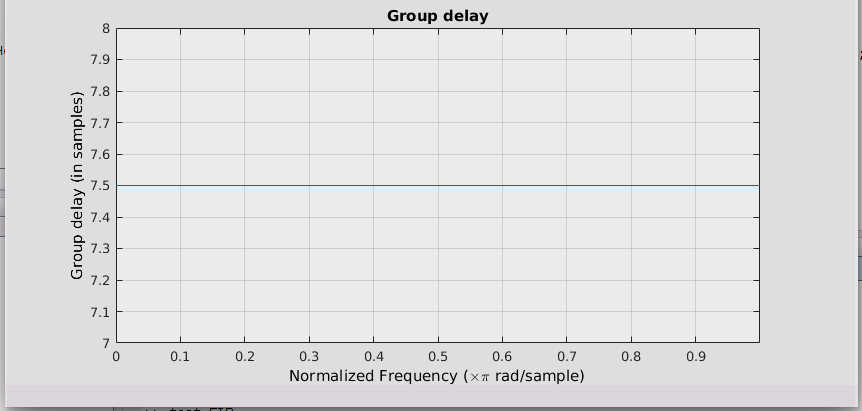 Group delay
8
7.9
7.8
7.7
7.6
7.5
7.4
7.3
7.2
7.1
7
Group delay (in samples)
0 0.1 0.2 0.3 0.4 0.5 0.6 0.7 0.8 0.9
Normalized Frequency (×π rad/sample)